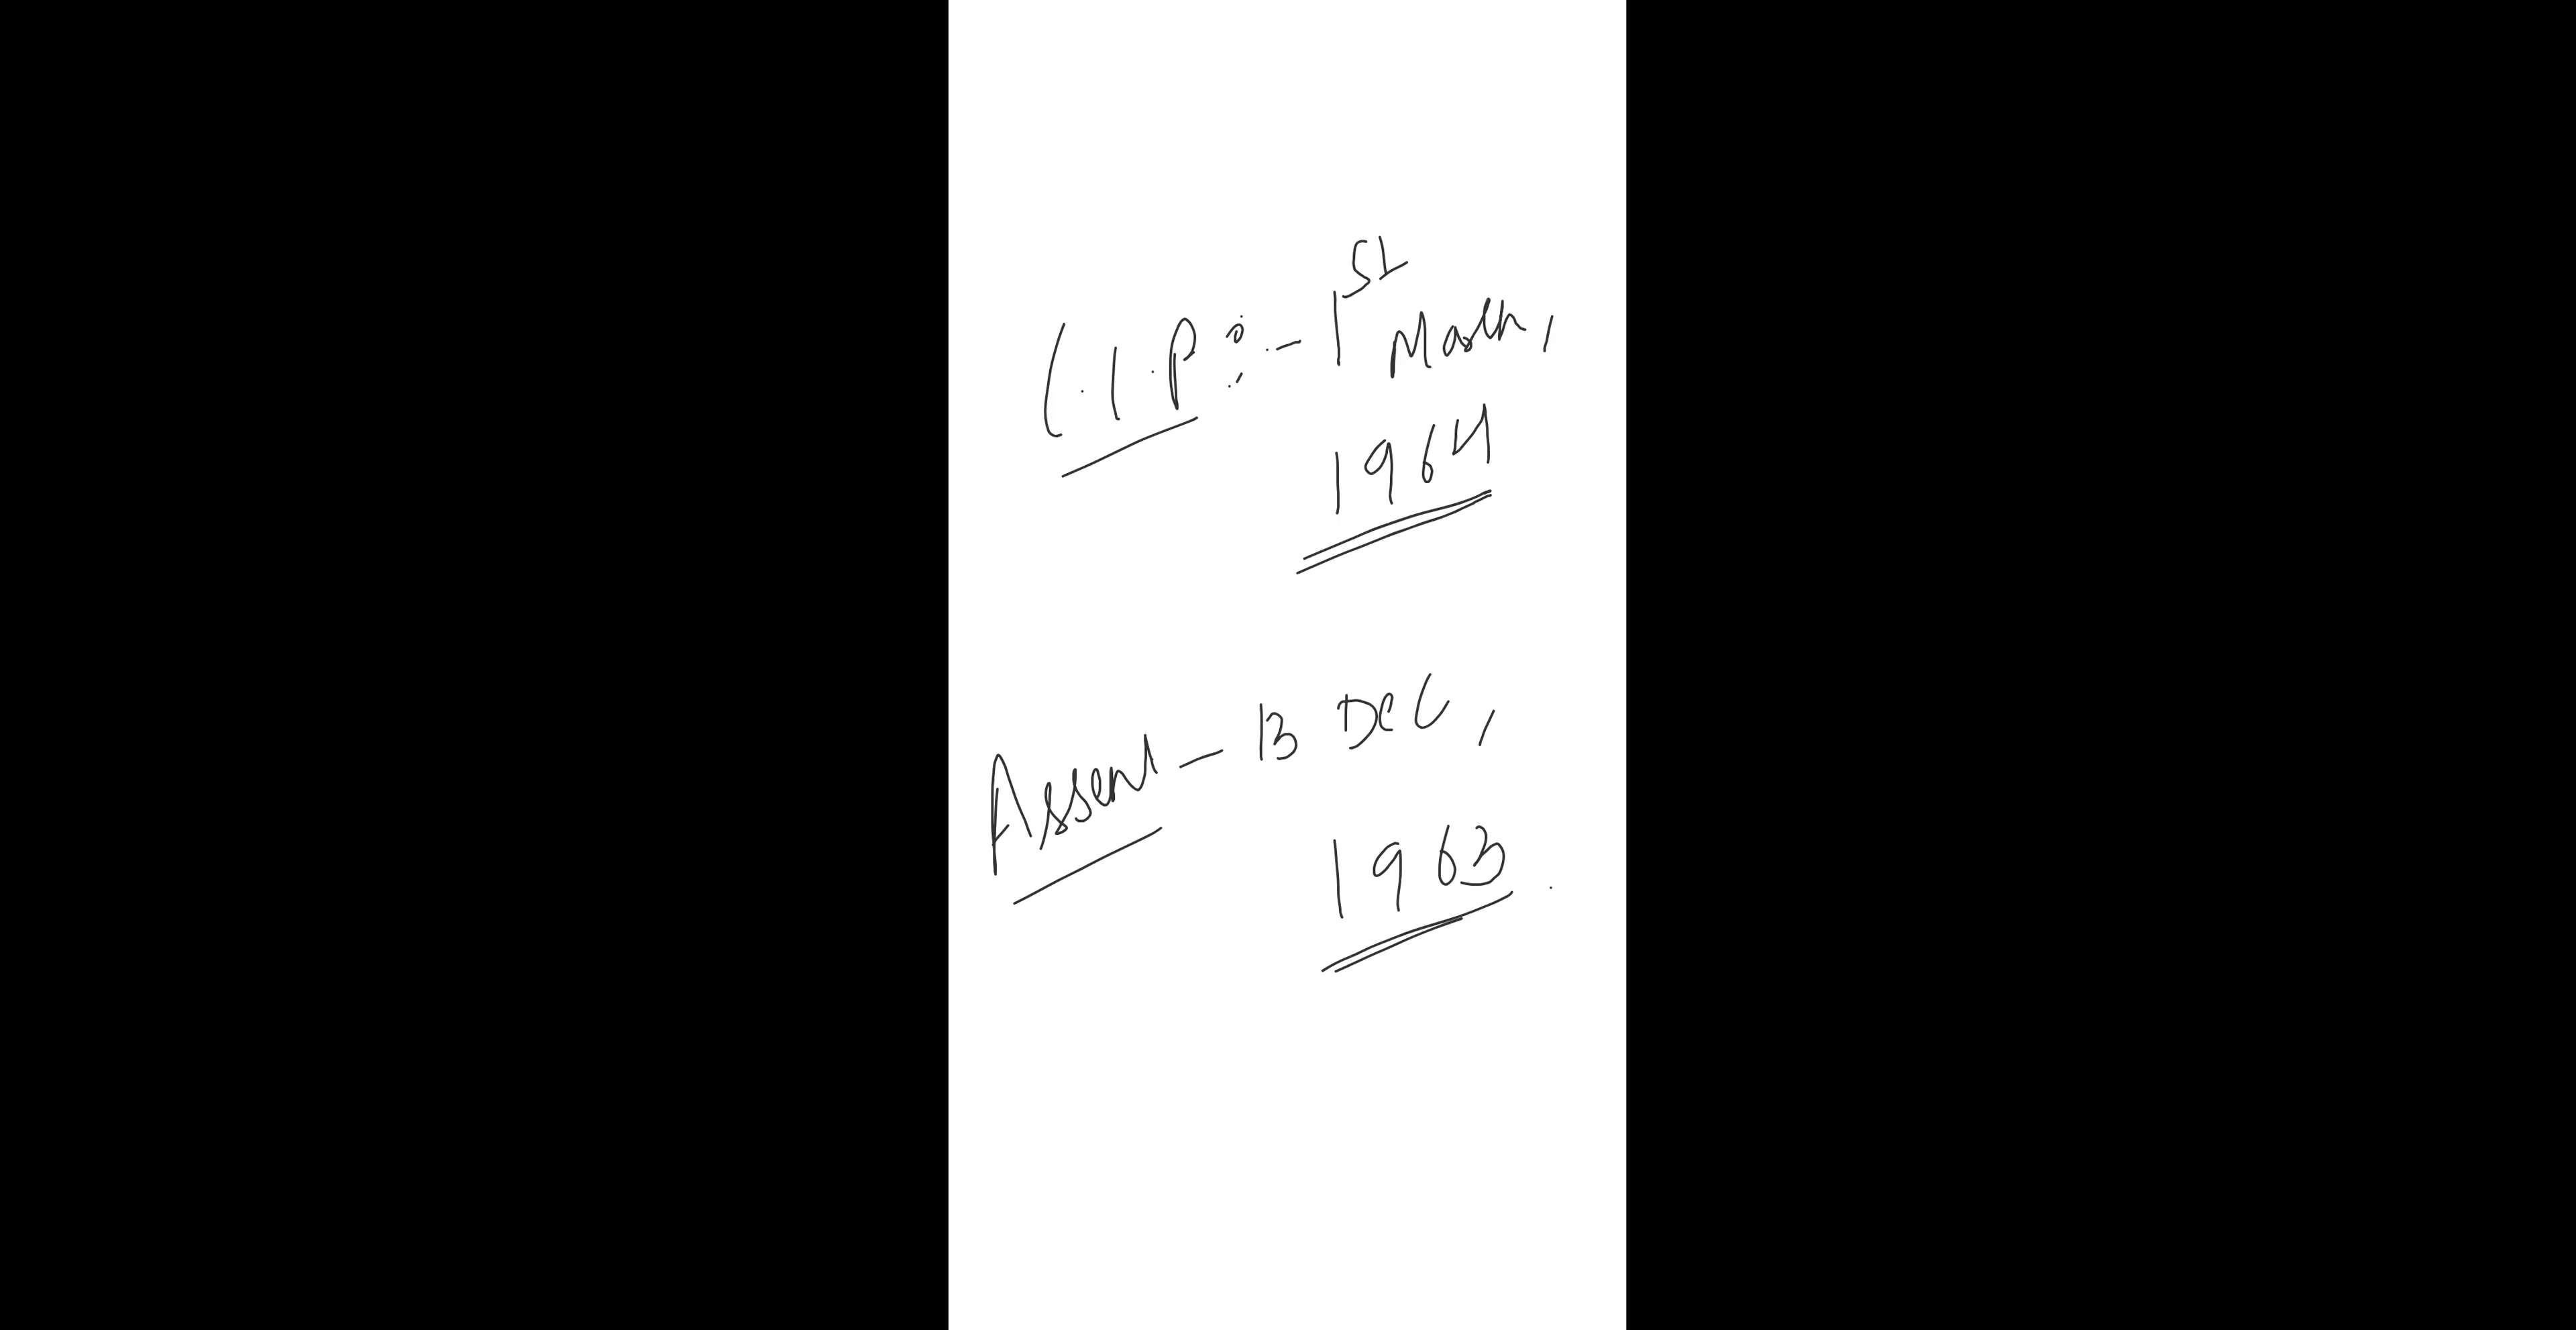 C.I.P :- 1st March,
1964
Assent - 13 Dec,
1963.